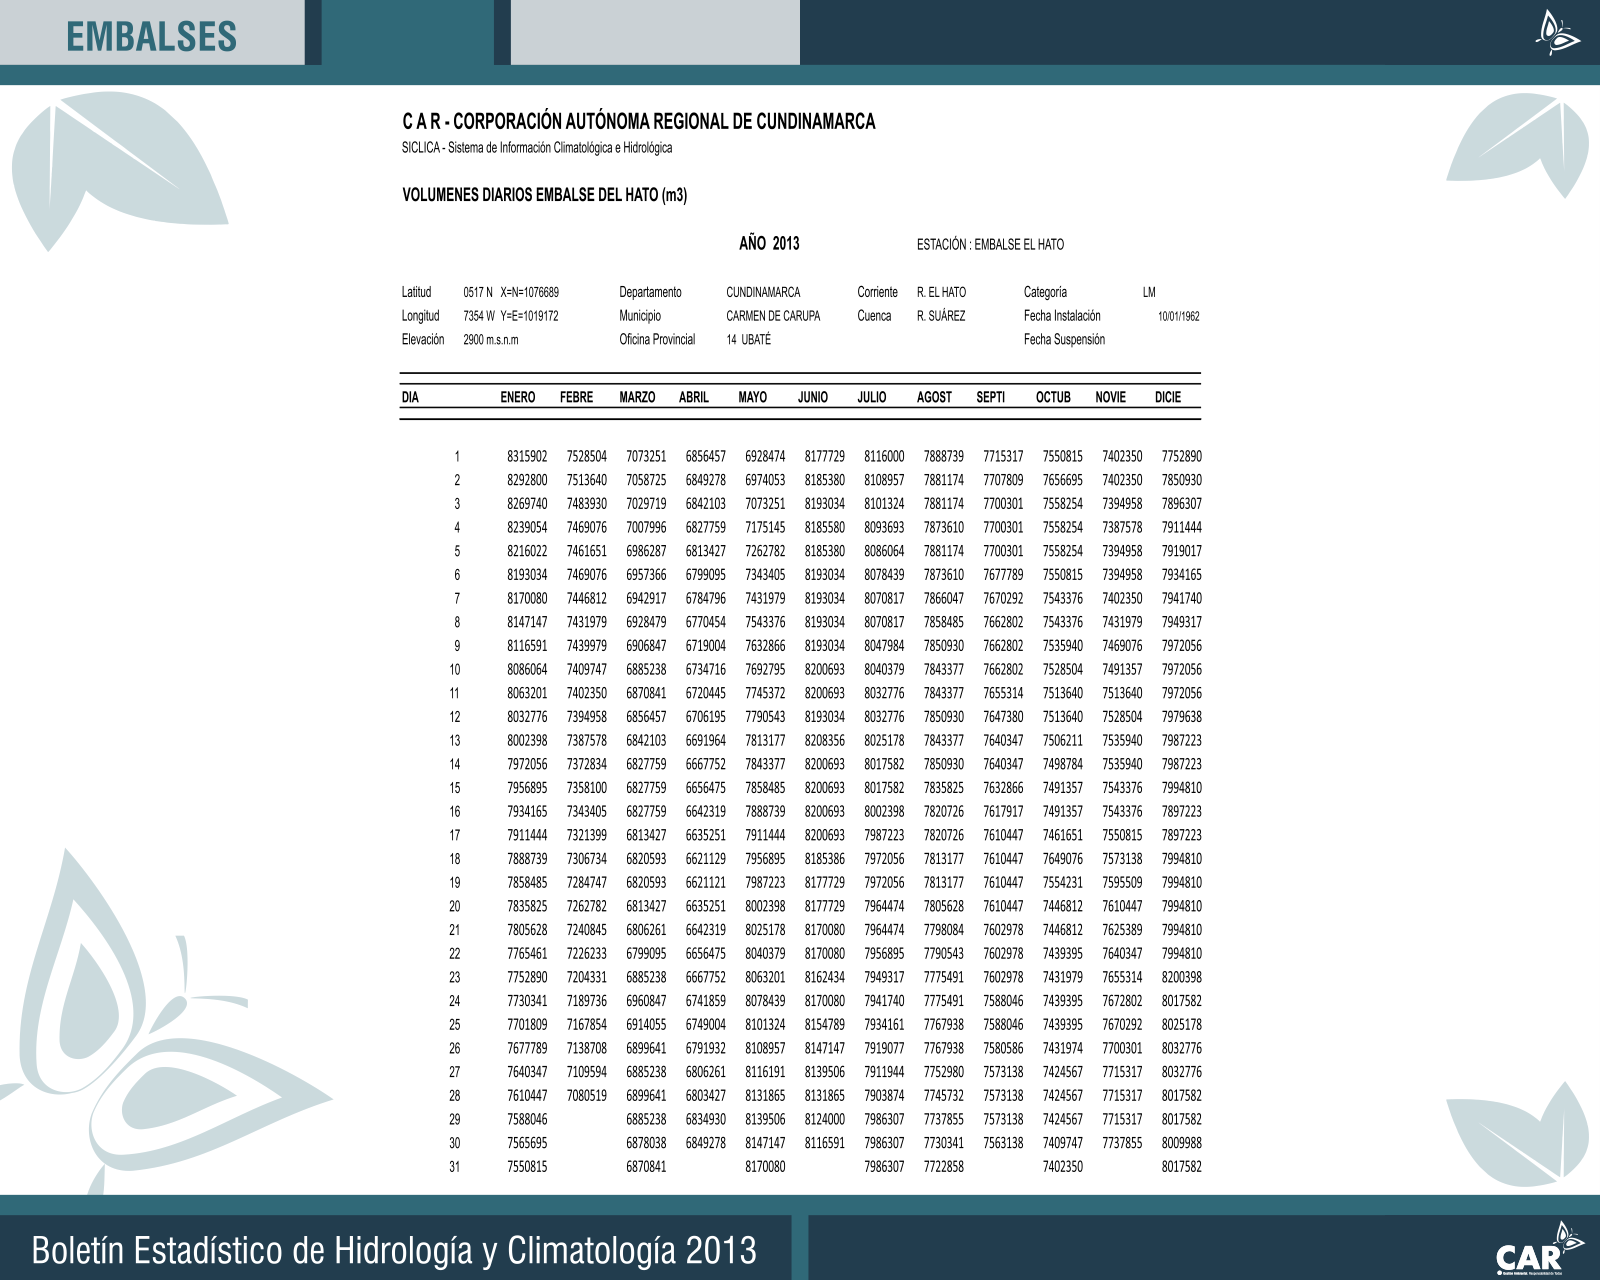 EMBALSES
C A R - CORPORACIÓN AUTÓNOMA REGIONAL DE CUNDINAMARCA
SICLICA - Sistema de Información Climatológica e Hidrológica
VOLUMENES DIARIOS EMBALSE DEL HATO (m3)
AÑO 2013 ESTACIÓN : EMBALSE EL HATO
Latitud 0517 N X=N=1076689 Departamento CUNDINAMARCA Corriente R. EL HATO Categoría LM
Longitud 7354 W Y=E=1019172 Municipio CARMEN DE CARUPA Cuenca R. SUÁREZ Fecha Instalación 10/01/1962
Elevación 2900 m.s.n.m Oficina Provincial 14 UBATÉ Fecha Suspensión
DIA ENERO FEBRE MARZO ABRIL MAYO JUNIO JULIO AGOST SEPTI OCTUB NOVIE DICIE
1 8315902 7528504 7073251 6856457 6928474 8177729 8116000 7888739 7715317 7550815 7402350 7752890
2 8292800 7513640 7058725 6849278 6974053 8185380 8108957 7881174 7707809 7656695 7402350 7850930
3 8269740 7483930 7029719 6842103 7073251 8193034 8101324 7881174 7700301 7558254 7394958 7896307
4 8239054 7469076 7007996 6827759 7175145 8185580 8093693 7873610 7700301 7558254 7387578 7911444
5 8216022 7461651 6986287 6813427 7262782 8185380 8086064 7881174 7700301 7558254 7394958 7919017
6 8193034 7469076 6957366 6799095 7343405 8193034 8078439 7873610 7677789 7550815 7394958 7934165
7 8170080 7446812 6942917 6784796 7431979 8193034 8070817 7866047 7670292 7543376 7402350 7941740
8 8147147 7431979 6928479 6770454 7543376 8193034 8070817 7858485 7662802 7543376 7431979 7949317
9 8116591 7439979 6906847 6719004 7632866 8193034 8047984 7850930 7662802 7535940 7469076 7972056
10 8086064 7409747 6885238 6734716 7692795 8200693 8040379 7843377 7662802 7528504 7491357 7972056
11 8063201 7402350 6870841 6720445 7745372 8200693 8032776 7843377 7655314 7513640 7513640 7972056
12 8032776 7394958 6856457 6706195 7790543 8193034 8032776 7850930 7647380 7513640 7528504 7979638
13 8002398 7387578 6842103 6691964 7813177 8208356 8025178 7843377 7640347 7506211 7535940 7987223
14 7972056 7372834 6827759 6667752 7843377 8200693 8017582 7850930 7640347 7498784 7535940 7987223
15 7956895 7358100 6827759 6656475 7858485 8200693 8017582 7835825 7632866 7491357 7543376 7994810
16 7934165 7343405 6827759 6642319 7888739 8200693 8002398 7820726 7617917 7491357 7543376 7897223
17 7911444 7321399 6813427 6635251 7911444 8200693 7987223 7820726 7610447 7461651 7550815 7897223
18 7888739 7306734 6820593 6621129 7956895 8185386 7972056 7813177 7610447 7649076 7573138 7994810
19 7858485 7284747 6820593 6621121 7987223 8177729 7972056 7813177 7610447 7554231 7595509 7994810
20 7835825 7262782 6813427 6635251 8002398 8177729 7964474 7805628 7610447 7446812 7610447 7994810
21 7805628 7240845 6806261 6642319 8025178 8170080 7964474 7798084 7602978 7446812 7625389 7994810
22 7765461 7226233 6799095 6656475 8040379 8170080 7956895 7790543 7602978 7439395 7640347 7994810
23 7752890 7204331 6885238 6667752 8063201 8162434 7949317 7775491 7602978 7431979 7655314 8200398
24 7730341 7189736 6960847 6741859 8078439 8170080 7941740 7775491 7588046 7439395 7672802 8017582
25 7701809 7167854 6914055 6749004 8101324 8154789 7934161 7767938 7588046 7439395 7670292 8025178
26 7677789 7138708 6899641 6791932 8108957 8147147 7919077 7767938 7580586 7431974 7700301 8032776
27 7640347 7109594 6885238 6806261 8116191 8139506 7911944 7752980 7573138 7424567 7715317 8032776
28 7610447 7080519 6899641 6803427 8131865 8131865 7903874 7745732 7573138 7424567 7715317 8017582
29 7588046 6885238 6834930 8139506 8124000 7986307 7737855 7573138 7424567 7715317 8017582
30 7565695 6878038 6849278 8147147 8116591 7986307 7730341 7563138 7409747 7737855 8009988
31 7550815 6870841 8170080 7986307 7722858 7402350 8017582
Boletín Estadístico de Hidrología y Climatología 2013
CAR